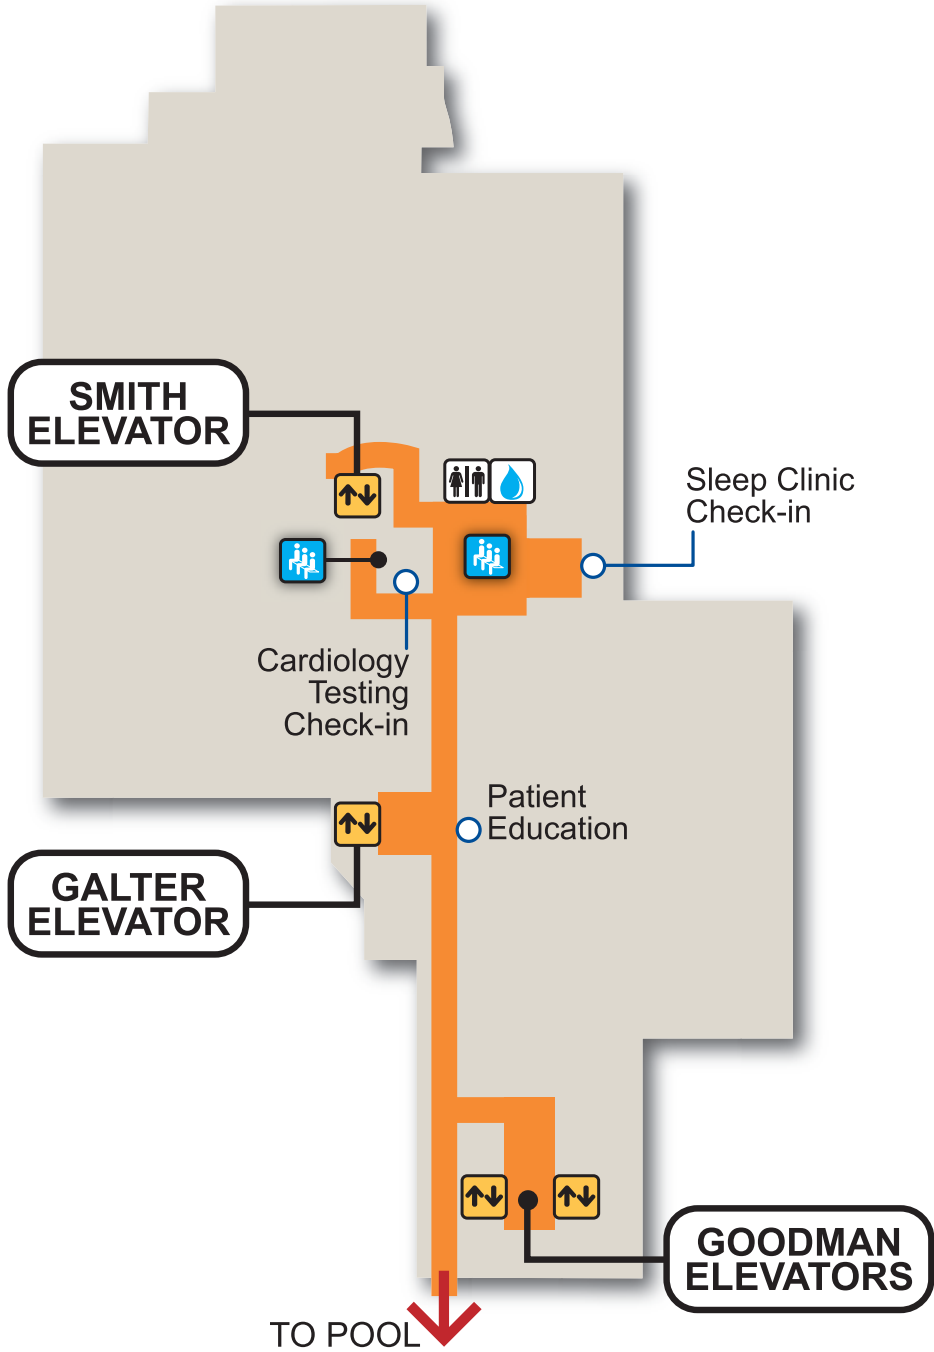 SMITH
ELEVATOR
Sleep Clinic
Check-in
Cardiology
Testing
Check-in
Patient
Education
GALTER
ELEVATOR
GOODMAN
ELEVATORS
TO POOL